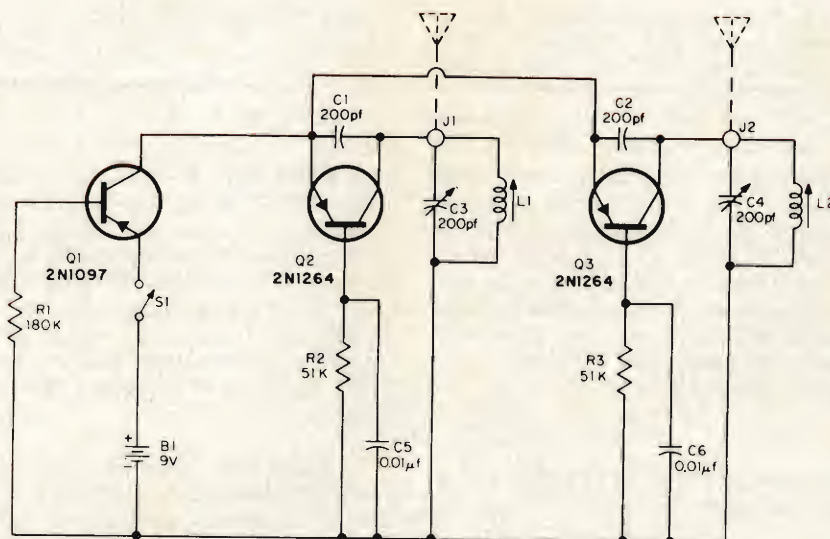 C1
200pf
J1
C2
200pf
J2
C3
200pf
L1
C4
200pf
L2
Q1
2N1097
Q2
2N1264
Q3
2N1264
S1
R1
180K
R2
51K
R3
51K
+
B1
9V
-
C5
0.01μf
C6
0.01μf